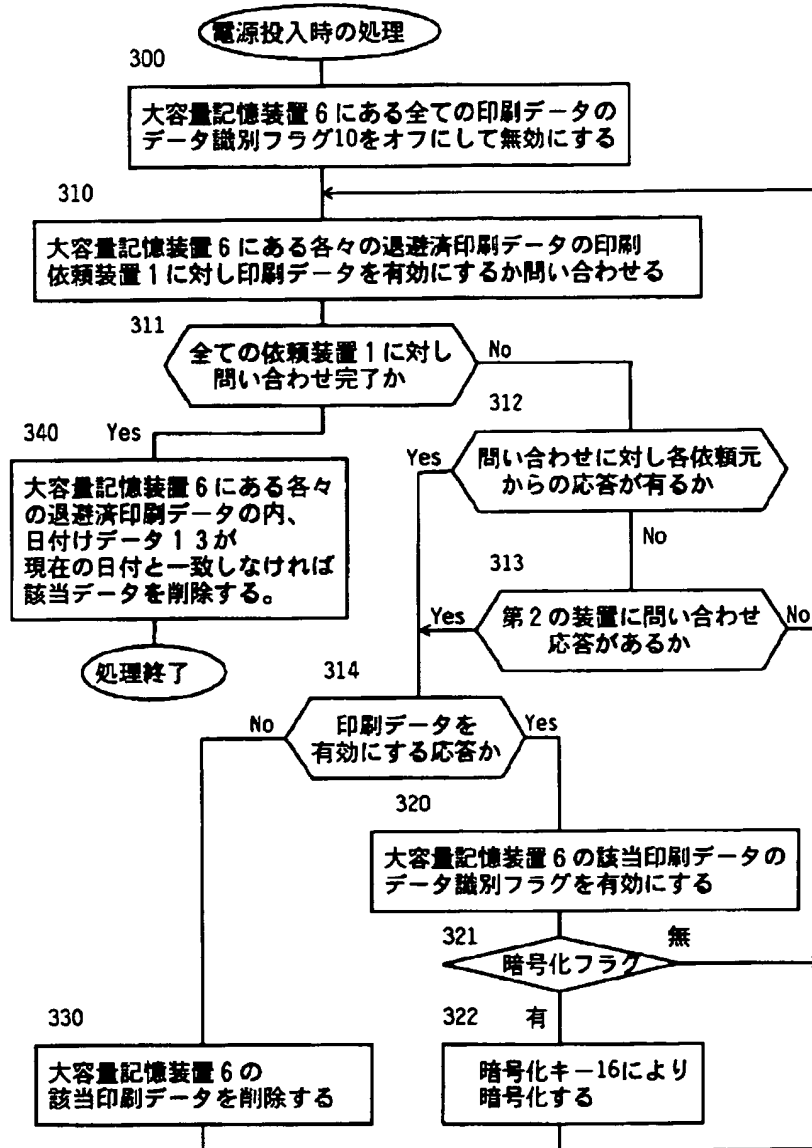 電源投入時の処理
300
大容量記憶装置6にある全ての印刷データの
データ識別フラグ10をオフにして無効にする
310
大容量記憶装置6にある各々の退避済印刷データの印刷
依頼装置1に対し印刷データを有効にするか問い合わせる
311
全ての依頼装置1に対し
問い合わせ完了か
No
312
340 Yes
Yes
問い合わせに対し各依頼元
からの応答が有るか
大容量記憶装置6にある各々
の退避済印刷データの内、
日付けデータ13が
現在の日付と一致しなければ
該当データを削除する。
No
313
Yes
第2の装置に問い合わせ
応答があるか
No
処理終了
314
No
印刷データを
有効にする応答か
Yes
320
大容量記憶装置6の該当印刷データの
データ識別フラグを有効にする
321
無
暗号化フラグ
330
322 有
大容量記憶装置6の
該当印刷データを削除する
暗号化キー16により
暗号化する